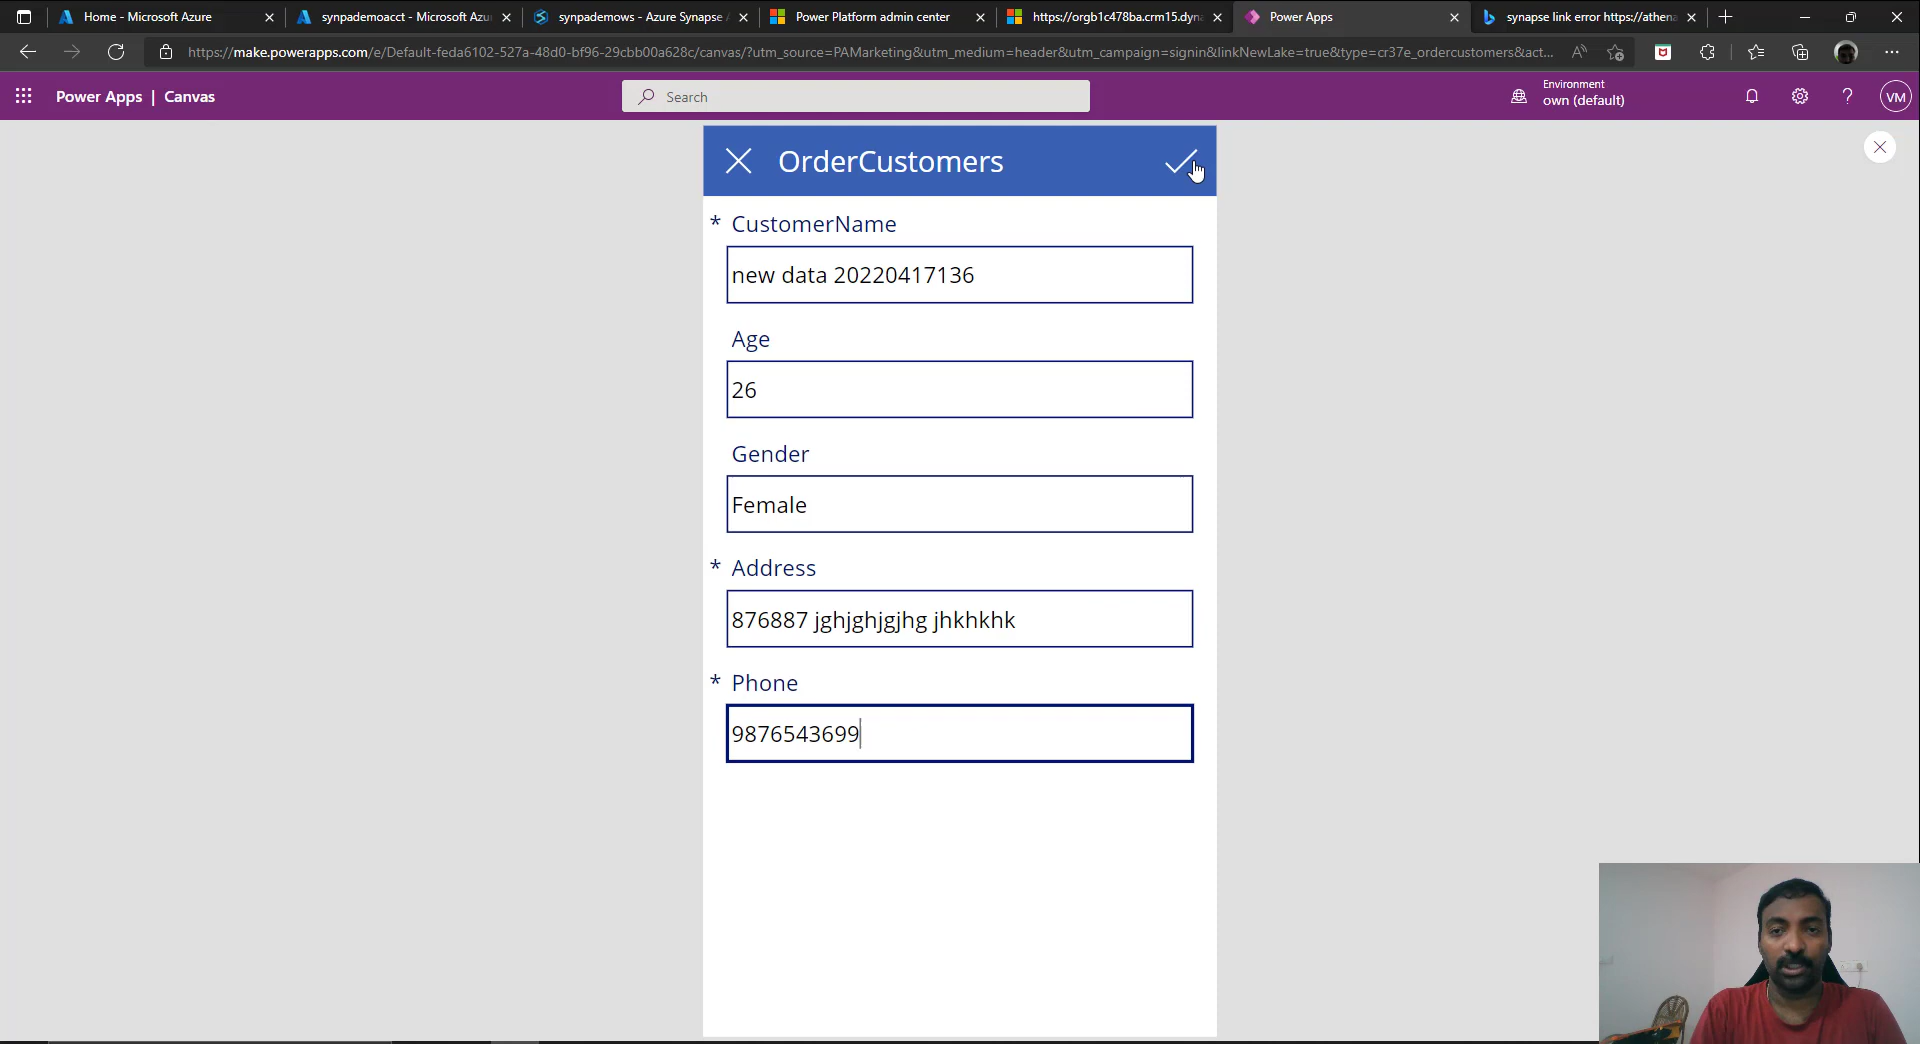 Home - Microsoft Azure
synpademoacct - Microsoft Azu
synpademows - Azure Synapse
Power Platform admin center
https://orgb1c478ba.crm15.dyna
Power Apps
synapse link error https://athena
https://make.powerapps.com/e/Default-feda6102-527a-48d0-bf96-29cbb00a628c/canvas/?utm_source=PAMarketing&utm_medium=header&utm_campaign=signin&linkNewLake=true&type=cr37e_ordercustomers&act...
Power Apps | Canvas
Search
Environment
own (default)
VM
OrderCustomers
* CustomerName
new data 20220417136
Age
26
Gender
Female
* Address
876887 jghjghjgjhg jhkhkhk
* Phone
9876543699